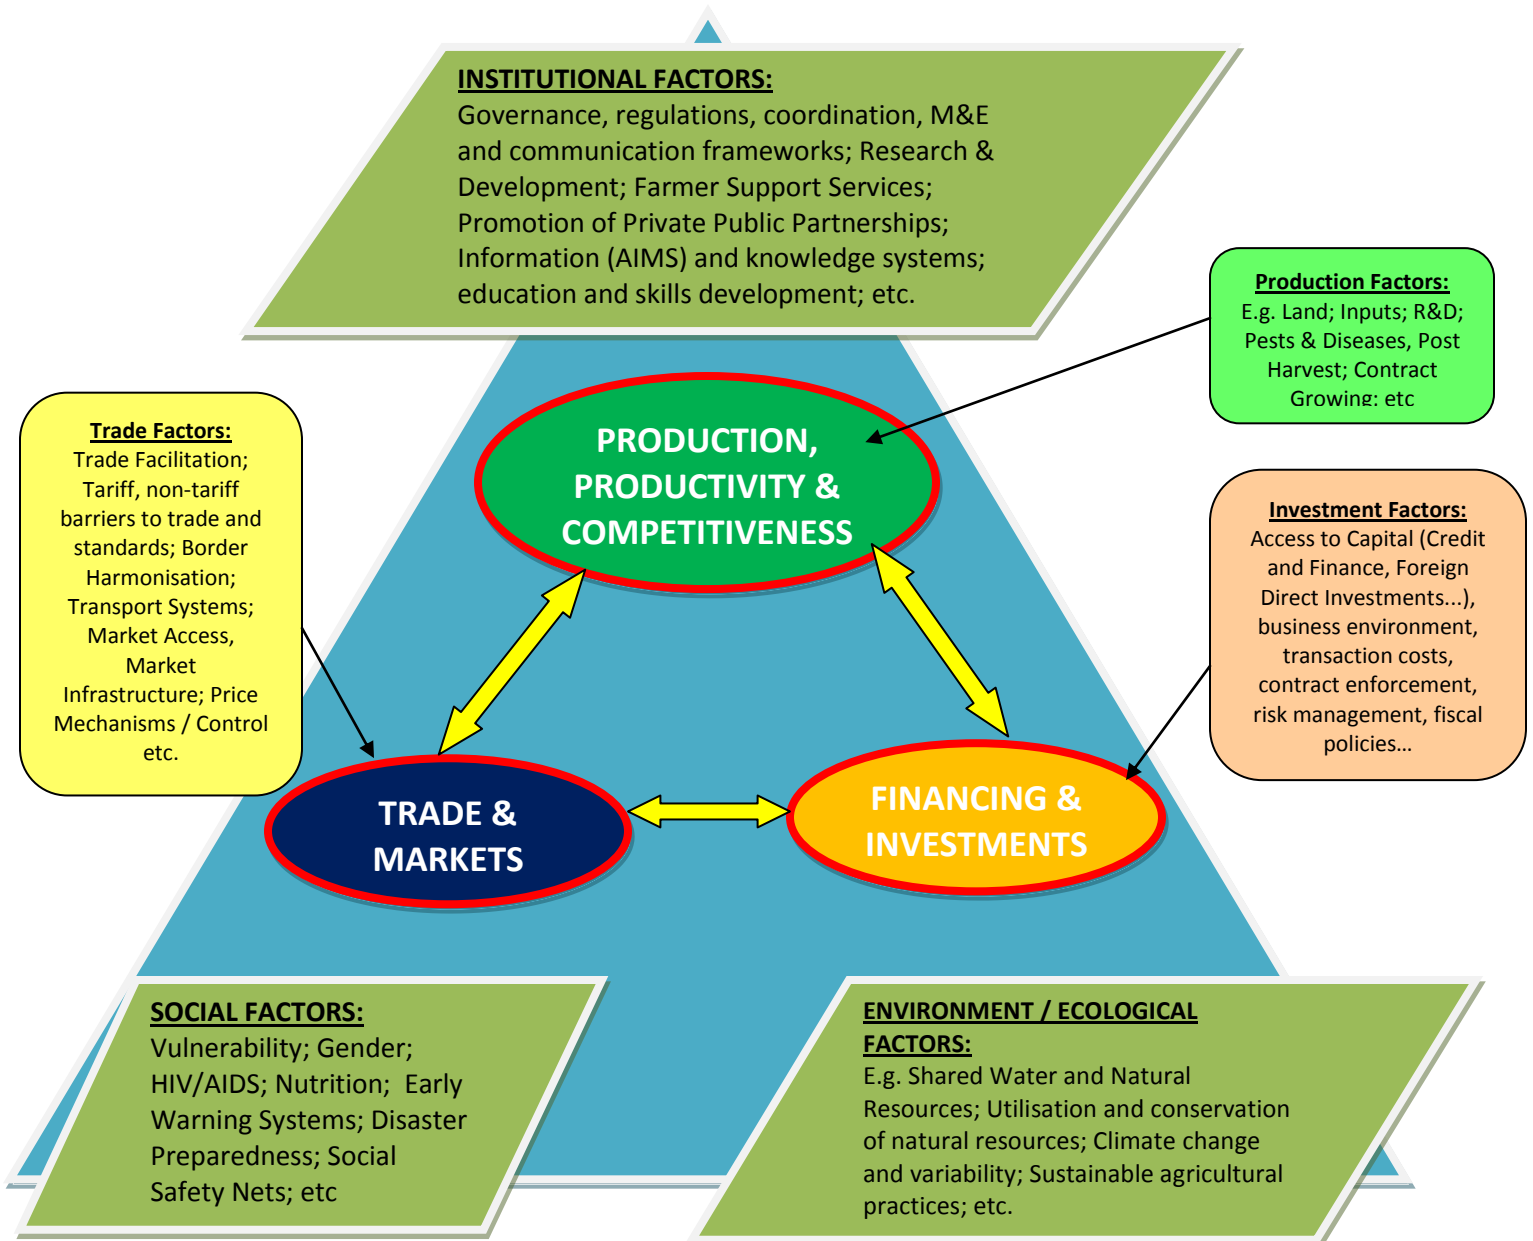 INSTITUTIONAL FACTORS:
Governance, regulations, coordination, M&E
and communication frameworks; Research &
Development; Farmer Support Services;
Promotion of Private Public Partnerships;
Information (AIMS) and knowledge systems;
education and skills development; etc.
Production Factors:
E.g. Land; Inputs; R&D;
Pests & Diseases, Post
Harvest; Contract
Growing; etc
Trade Factors:
Trade Facilitation;
Tariff, non-tariff
barriers to trade and
standards; Border
Harmonisation;
Transport Systems;
Market Access,
Market
Infrastructure; Price
Mechanisms / Control
etc.
PRODUCTION,
PRODUCTIVITY &
COMPETITIVENESS
Investment Factors:
Access to Capital (Credit
and Finance, Foreign
Direct Investments...),
business environment,
transaction costs,
contract enforcement,
risk management, fiscal
policies...
TRADE &
MARKETS
FINANCING &
INVESTMENTS
SOCIAL FACTORS:
Vulnerability; Gender;
HIV/AIDS; Nutrition;  Early
Warning Systems; Disaster
Preparedness; Social
Safety Nets; etc
ENVIRONMENT / ECOLOGICAL
FACTORS:
E.g. Shared Water and Natural
Resources; Utilisation and conservation
of natural resources; Climate change
and variability; Sustainable agricultural
practices; etc.